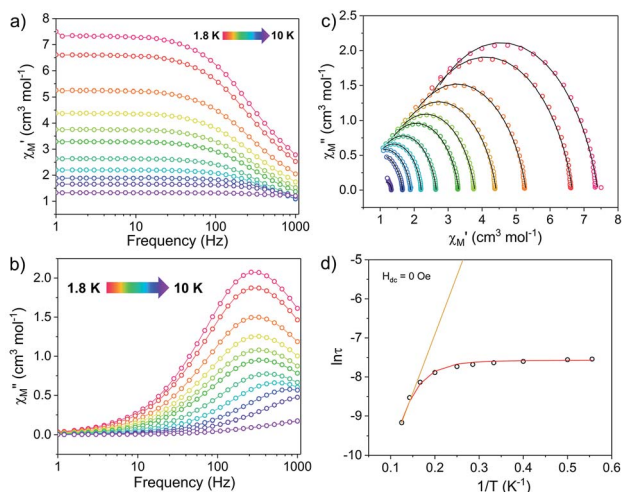 a)
1.8 K 10 K
χM' (cm³ mol⁻¹)
8
7
6
5
4
3
2
1
0
1 10 100 1000
Frequency (Hz)
c)
χM" (cm³ mol⁻¹)
2.5
2.0
1.5
1.0
0.5
0.0
0 1 2 3 4 5 6 7 8
χM' (cm³ mol⁻¹)
b)
1.8 K 10 K
χM" (cm³ mol⁻¹)
2.0
1.5
1.0
0.5
0.0
1 10 100 1000
Frequency (Hz)
d)
Hdc = 0 Oe
lnτ
-5
-6
-7
-8
-9
-10
0.1 0.2 0.3 0.4 0.5 0.6
1/T (K⁻¹)